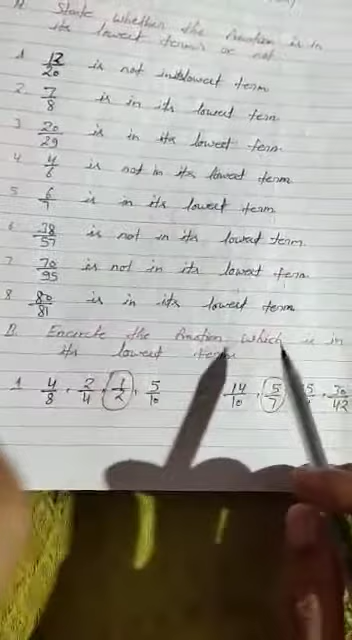 State whether the fraction is in
its lowest terms or not.
1 12/20 is not in its lowest term
2 7/8 is in its lowest term
3 20/29 is in its lowest term
4 4/6 is not in its lowest term
5 6/7 is in its lowest term
6 38/57 is not in its lowest term.
7 70/95 is not in its lowest term
8 80/81 is in its lowest term
D. Encircle the fraction which is in
its lowest term
1 4/8, 2/4, 1/2, 5/10 14/10, 5/7, 30/42